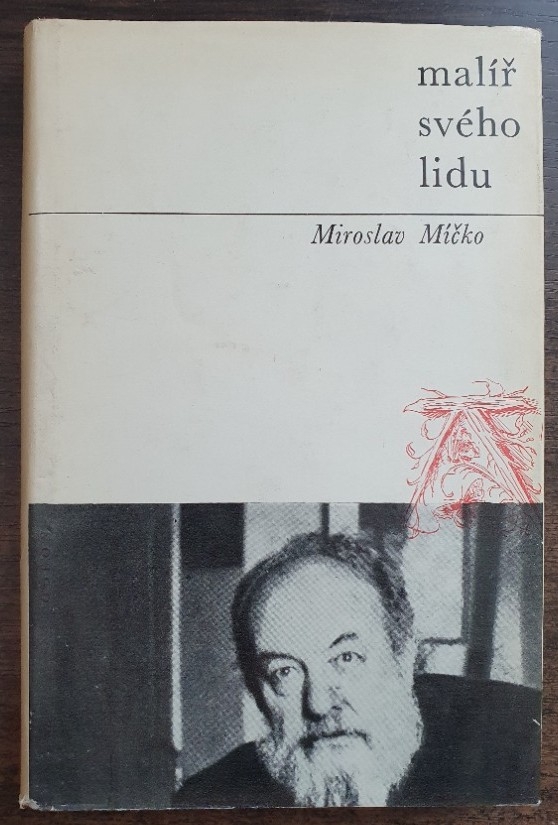 malíř
svého
lidu
Miroslav Míčko